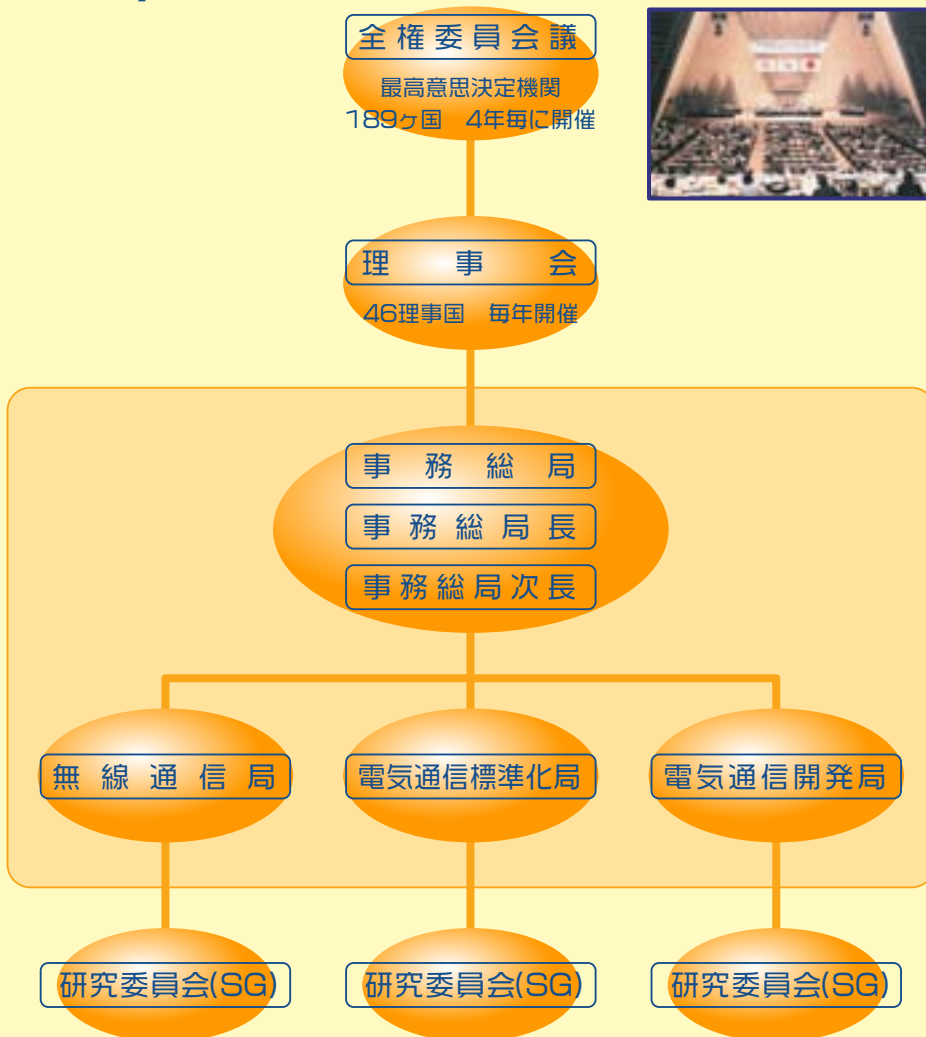 全権委員会議
最高意思決定機関
189ヶ国　4年毎に開催
理事会
46理事国　毎年開催
事務総局
事務総局長
事務総局次長
無線通信局　電気通信標準化局　電気通信開発局
研究委員会(SG)　研究委員会(SG)　研究委員会(SG)